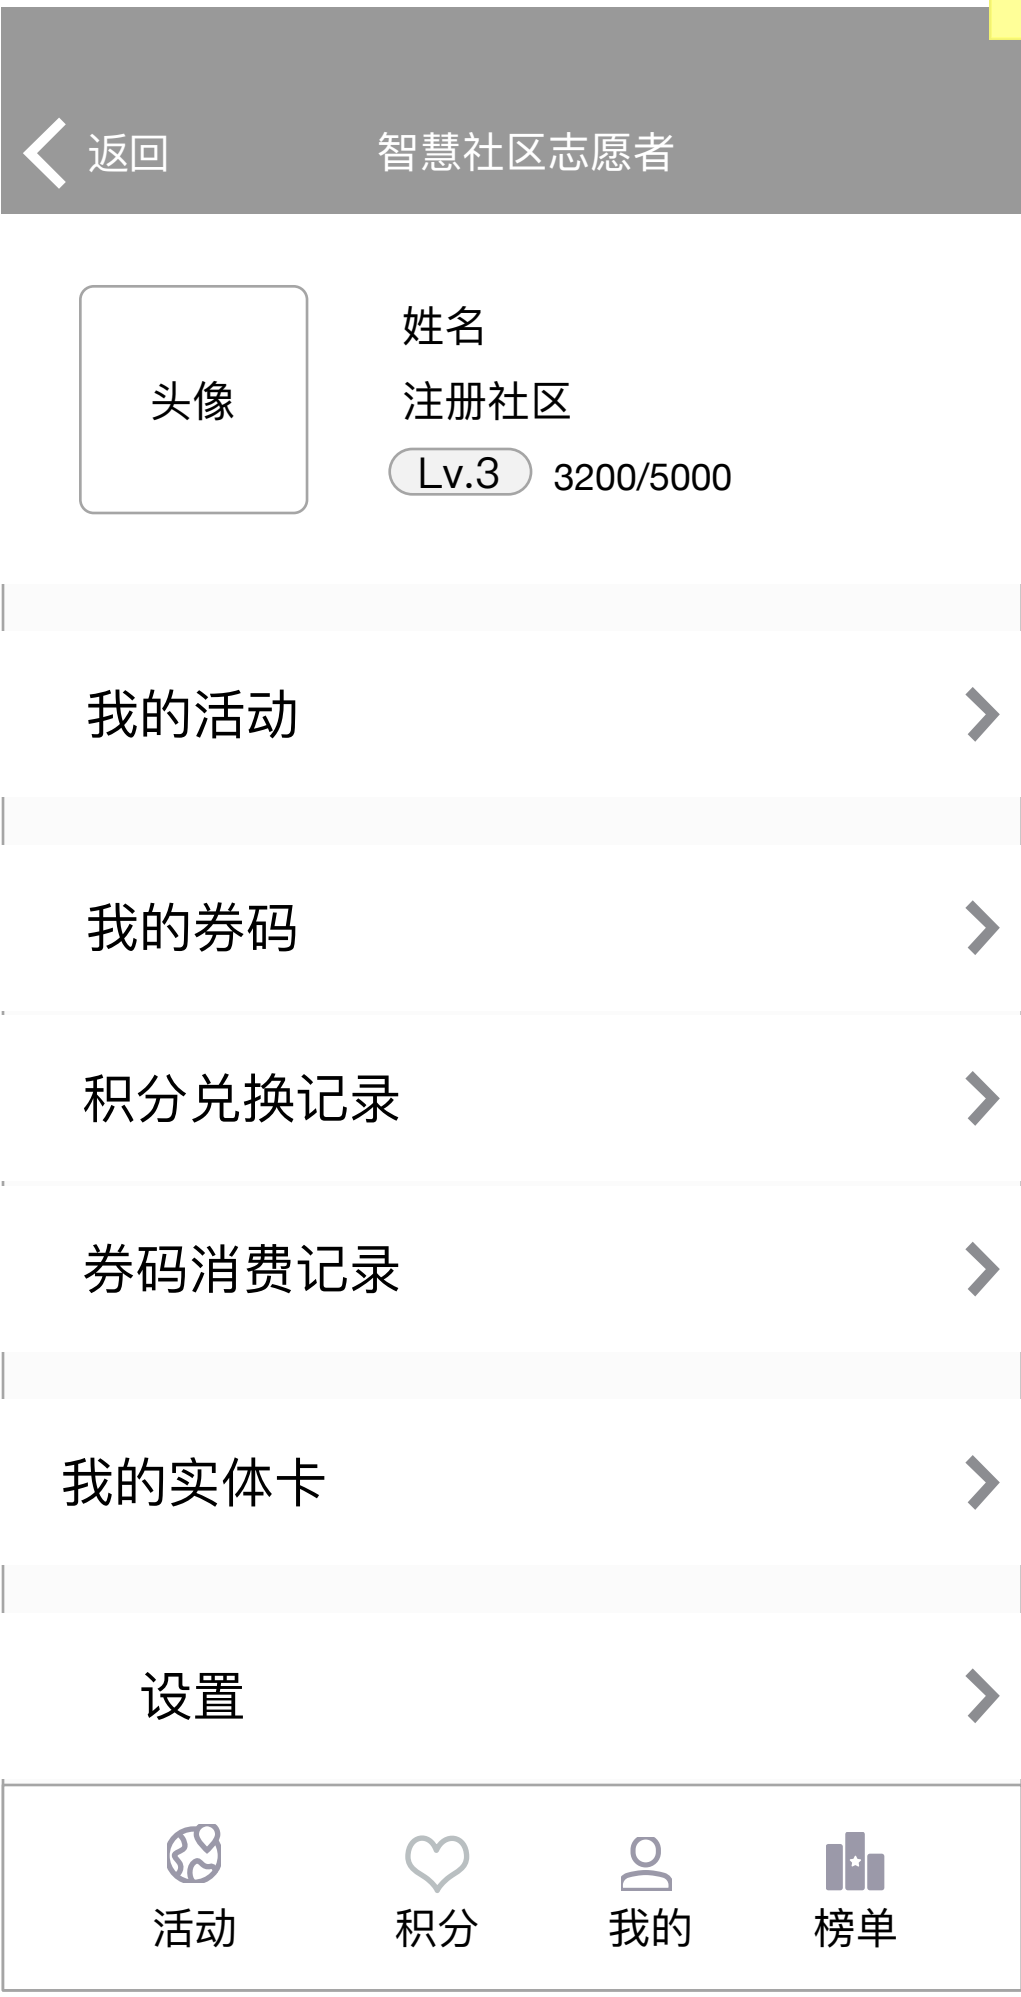 返回 智慧社区志愿者
头像
姓名
注册社区
Lv.3 3200/5000
我的活动
我的券码
积分兑换记录
券码消费记录
我的实体卡
设置
活动 积分 我的 榜单